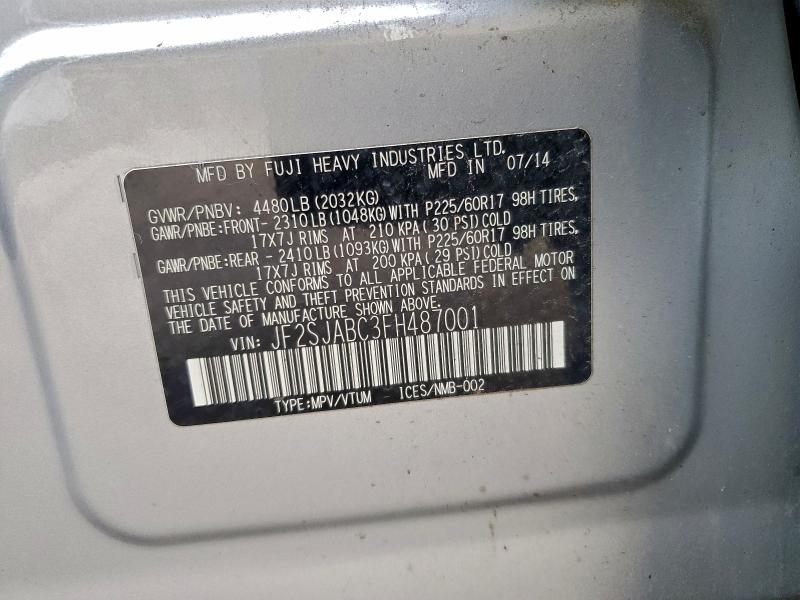 MFD BY FUJI HEAVY INDUSTRIES LTD.
MFD IN 07/14
GVWR/PNBV: 4480LB (2032KG)
GAWR/PNBE:FRONT- 2310LB (1048KG) WITH P225/60R17 98H TIRES,
17X7J RIMS AT 210 KPA (30 PSI) COLD
GAWR/PNBE:REAR - 2410LB (1093KG) WITH P225/60R17 98H TIRES,
17X7J RIMS AT 200 KPA (29 PSI) COLD
THIS VEHICLE CONFORMS TO ALL APPLICABLE FEDERAL MOTOR
VEHICLE SAFETY AND THEFT PREVENTION STANDARDS IN EFFECT ON
THE DATE OF MANUFACTURE SHOWN ABOVE.
VIN: JF2SJABC3FH487001
TYPE:MPV/VTUM ICES/NMB-002